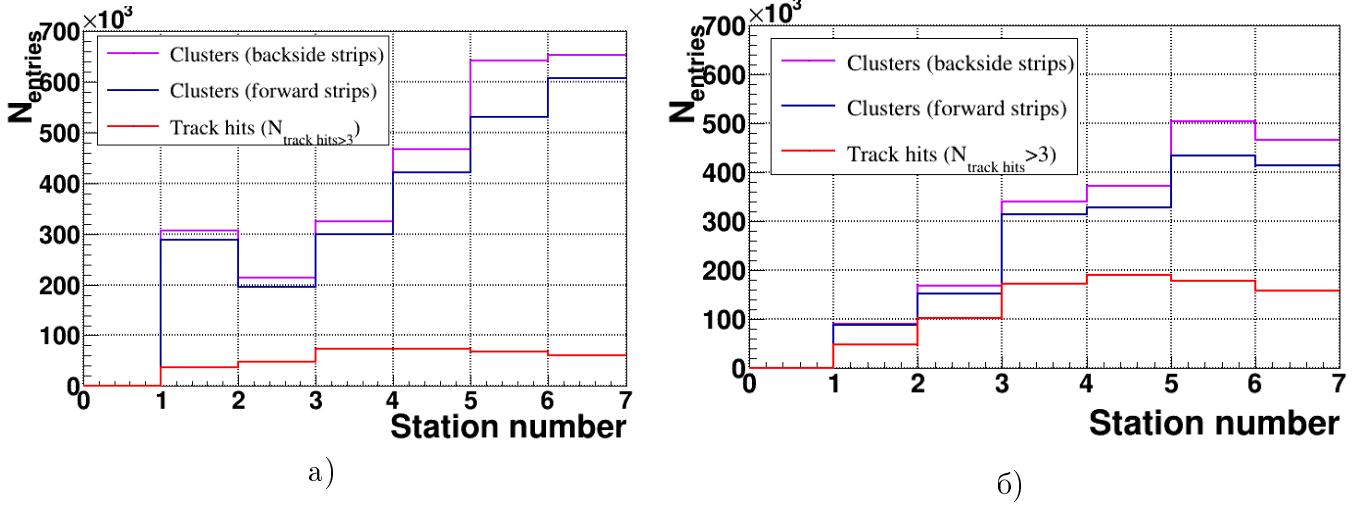 ×10³
700
600
500
400
300
200
100
0
N_entries
Clusters (backside strips)
Clusters (forward strips)
Track hits (N_track hits>3)
0 1 2 3 4 5 6 7
Station number
а)
×10³
700
600
500
400
300
200
100
0
N_entries
Clusters (backside strips)
Clusters (forward strips)
Track hits (N_track hits>3)
0 1 2 3 4 5 6 7
Station number
б)